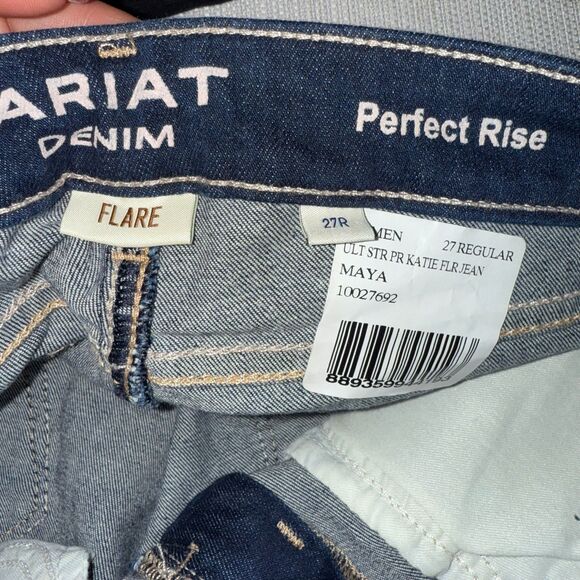 ARIAT
DENIM
Perfect Rise
FLARE
27R
MEN 27 REGULAR
ULT STR PR KATIE FLR JEAN
MAYA
10027692